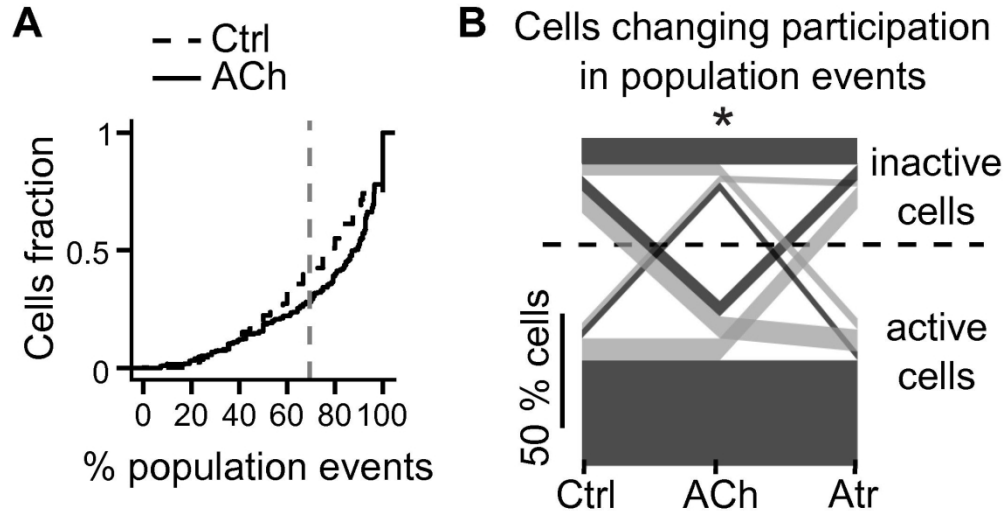 A
Ctrl
ACh
1
0.5
0
Cells fraction
0 20 40 60 80 100
% population events
B Cells changing participation
in population events
*
inactive
cells
active
cells
50 % cells
Ctrl ACh Atr